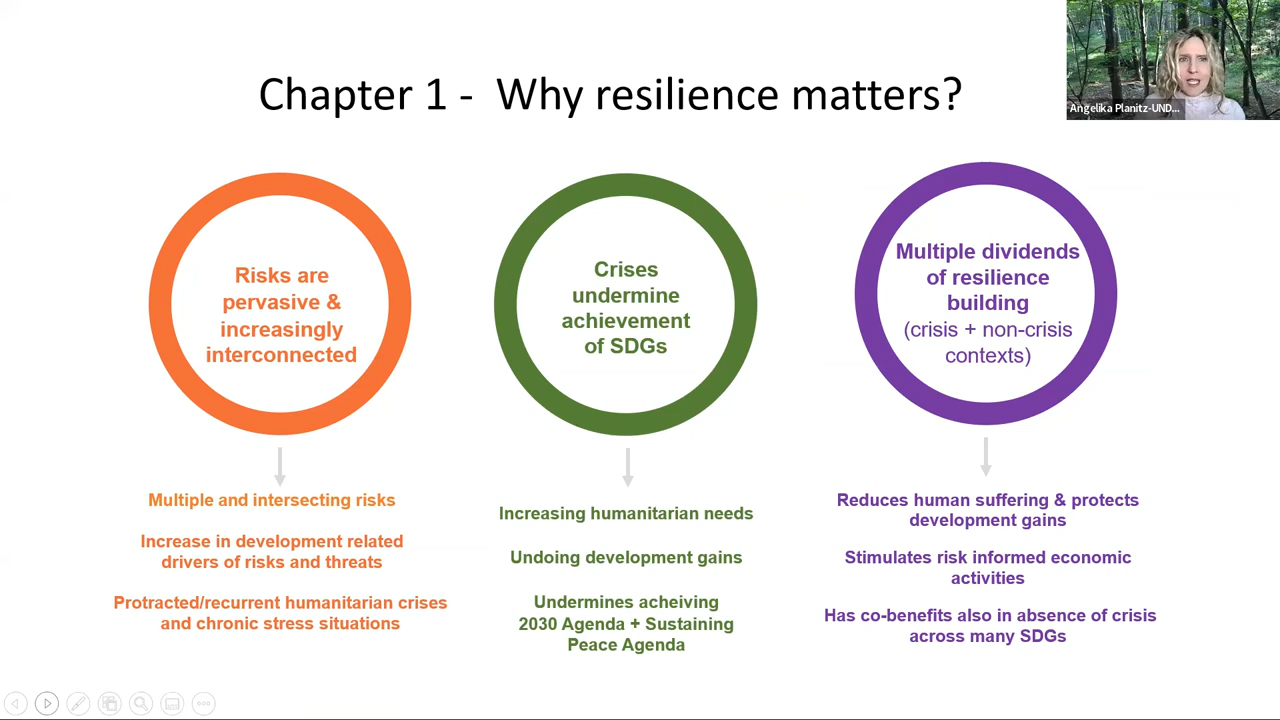 Chapter 1 -  Why resilience matters?
Angelika Planitz-UND...
Risks are
pervasive &
increasingly
interconnected
Multiple and intersecting risks
Increase in development related
drivers of risks and threats
Protracted/recurrent humanitarian crises
and chronic stress situations
Crises
undermine
achievement
of SDGs
Increasing humanitarian needs
Undoing development gains
Undermines acheiving
2030 Agenda + Sustaining
Peace Agenda
Multiple dividends
of resilience
building
(crisis + non-crisis
contexts)
Reduces human suffering & protects
development gains
Stimulates risk informed economic
activities
Has co-benefits also in absence of crisis
across many SDGs